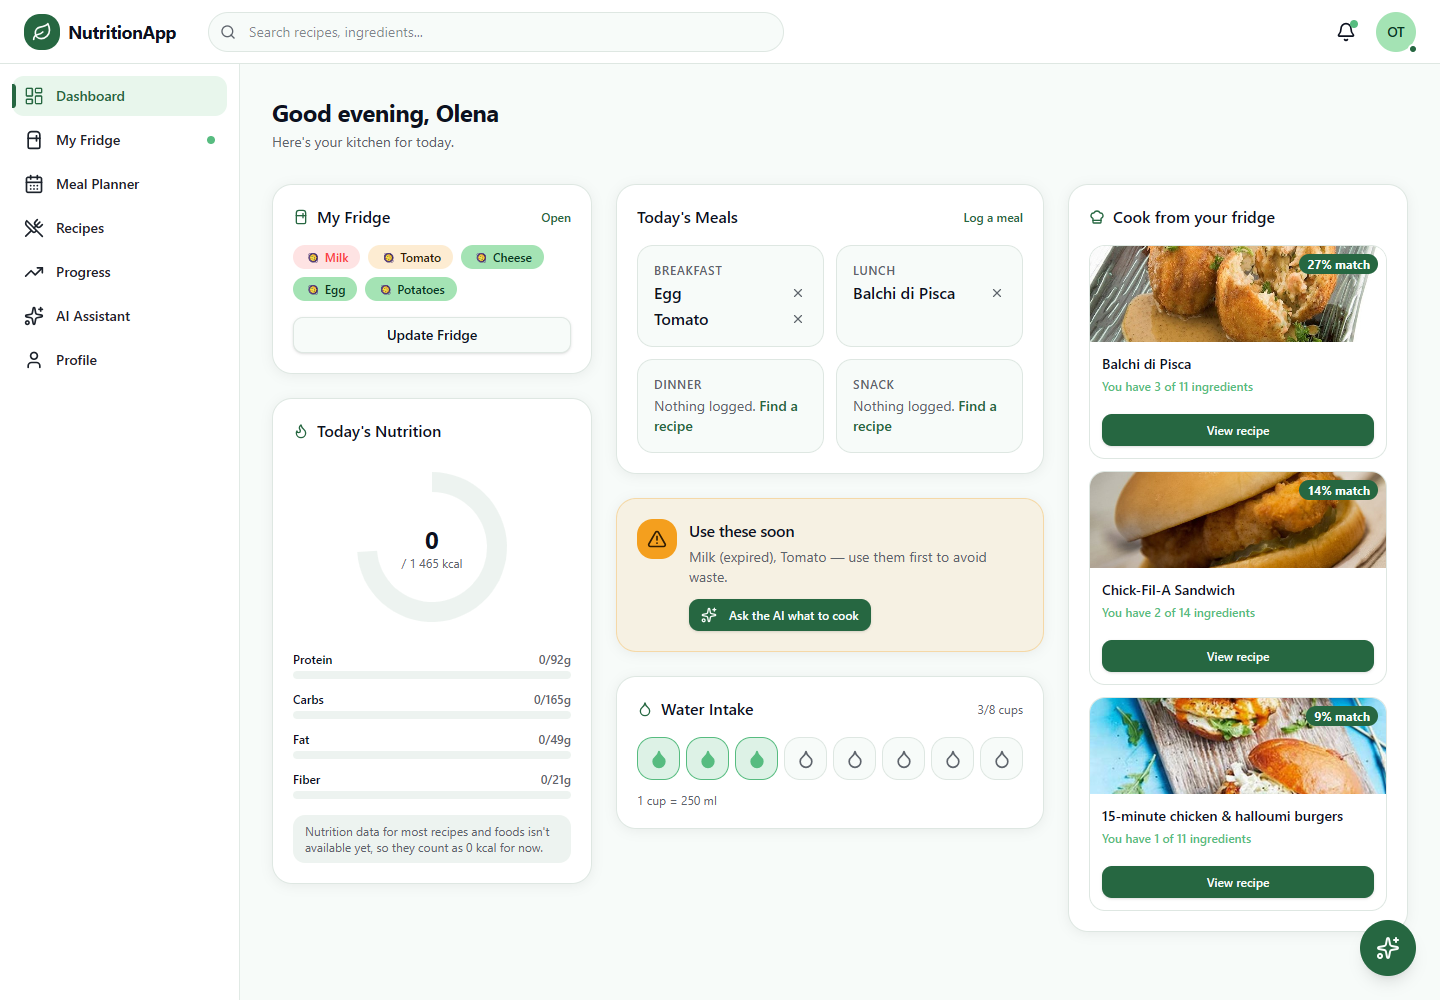 NutritionApp
Search recipes, ingredients...
OT
Dashboard
My Fridge
Meal Planner
Recipes
Progress
AI Assistant
Profile
Good evening, Olena
Here's your kitchen for today.
My Fridge
Open
Milk
Tomato
Cheese
Egg
Potatoes
Update Fridge
Today's Nutrition
0
/ 1 465 kcal
Protein
0/92g
Carbs
0/165g
Fat
0/49g
Fiber
0/21g
Nutrition data for most recipes and foods isn't
available yet, so they count as 0 kcal for now.
Today's Meals
Log a meal
BREAKFAST
Egg
Tomato
LUNCH
Balchi di Pisca
DINNER
Nothing logged. Find a
recipe
SNACK
Nothing logged. Find a
recipe
Use these soon
Milk (expired), Tomato — use them first to avoid
waste.
Ask the AI what to cook
Water Intake
3/8 cups
1 cup = 250 ml
Cook from your fridge
27% match
Balchi di Pisca
You have 3 of 11 ingredients
View recipe
14% match
Chick-Fil-A Sandwich
You have 2 of 14 ingredients
View recipe
9% match
15-minute chicken & halloumi burgers
You have 1 of 11 ingredients
View recipe